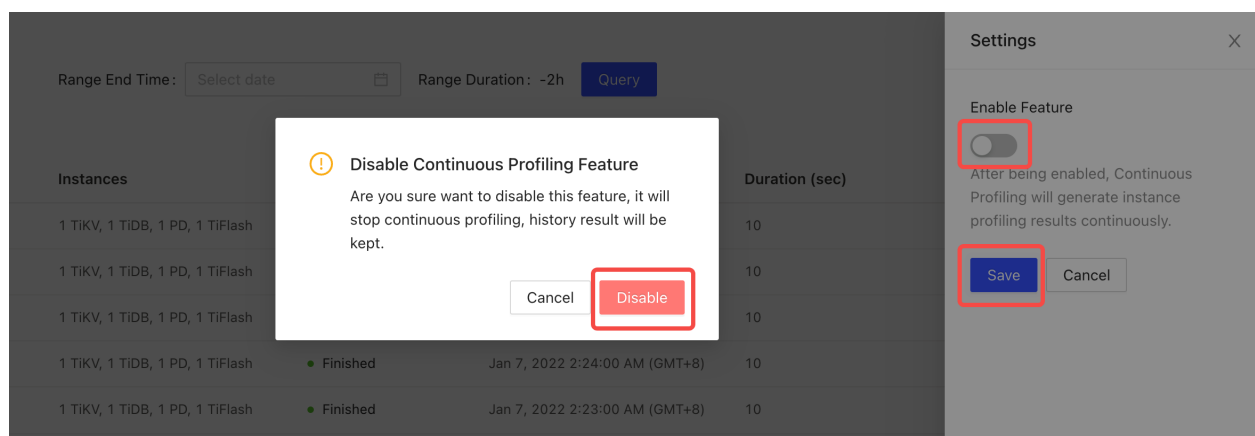 Settings
Range End Time :
Select date
Range Duration : -2h
Query
Enable Feature
After being enabled, Continuous
Profiling will generate instance
profiling results continuously.
Save
Cancel
Disable Continuous Profiling Feature
Are you sure want to disable this feature, it will
stop continuous profiling, history result will be
kept.
Cancel
Disable
Instances
Duration (sec)
1 TiKV, 1 TiDB, 1 PD, 1 TiFlash
10
1 TiKV, 1 TiDB, 1 PD, 1 TiFlash
10
1 TiKV, 1 TiDB, 1 PD, 1 TiFlash
10
1 TiKV, 1 TiDB, 1 PD, 1 TiFlash
Finished
Jan 7, 2022 2:24:00 AM (GMT+8)
10
1 TiKV, 1 TiDB, 1 PD, 1 TiFlash
Finished
Jan 7, 2022 2:23:00 AM (GMT+8)
10